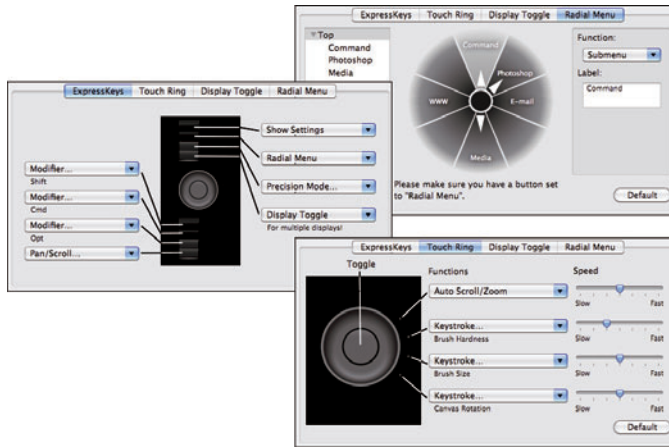 ExpressKeys Touch Ring Display Toggle Radial Menu
Top
Command
Photoshop
Media
Command
Photoshop
E-mail
Media
WWW
Function:
Submenu
Label:
Command
Please make sure you have a button set
to "Radial Menu".
Default
ExpressKeys Touch Ring Display Toggle Radial Menu
Show Settings
Radial Menu
Precision Mode...
Display Toggle
For multiple displays!
Modifier...
Shift
Modifier...
Cmd
Modifier...
Opt
Pan/Scroll...
ExpressKeys Touch Ring Display Toggle Radial Menu
Toggle
Functions
Speed
Auto Scroll/Zoom
Slow Fast
Keystroke...
Brush Hardness
Slow Fast
Keystroke...
Brush Size
Slow Fast
Keystroke...
Canvas Rotation
Slow Fast
Default